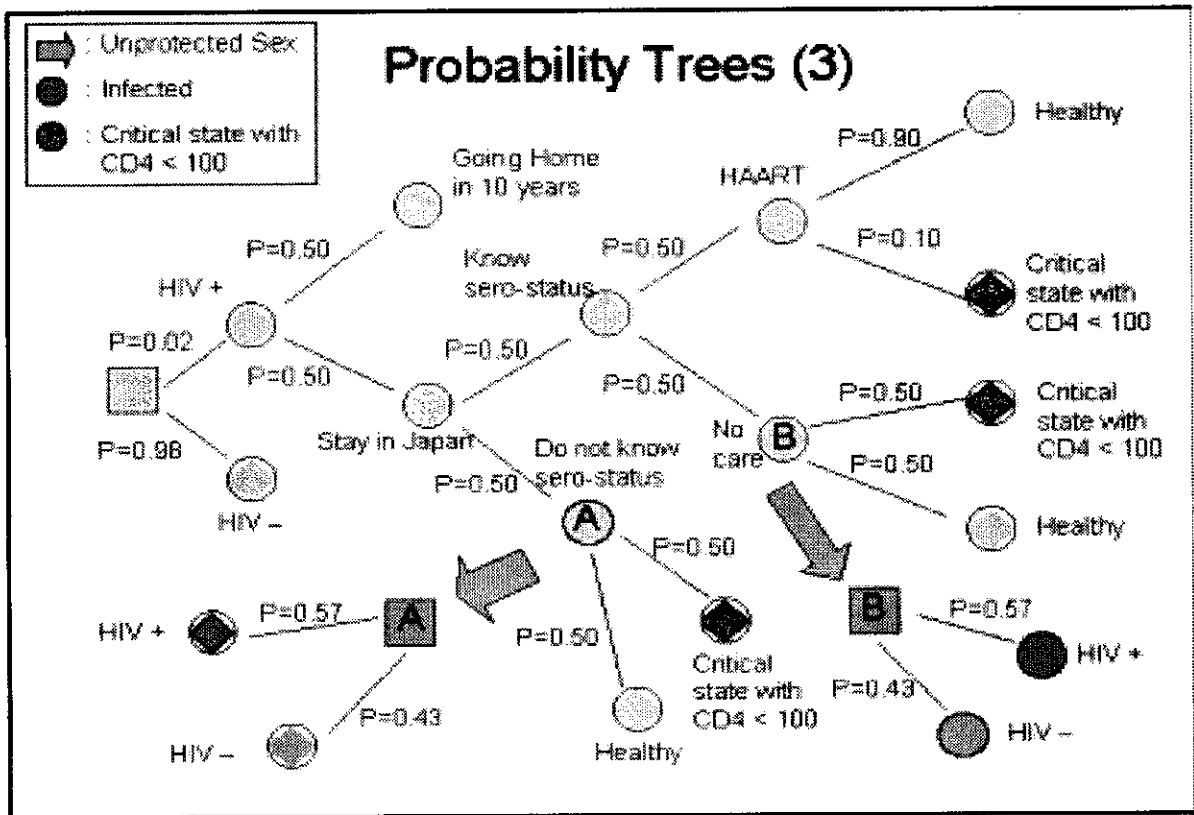 : Unprotected Sex
: Infected
: Critical state with
CD4 < 100
Probability Trees (3)
Going Home
in 10 years
HAART
P=0.90
Healthy
P=0.50
HIV +
Know
sero-status
P=0.50
P=0.10
Critical
state with
CD4 < 100
P=0.02
P=0.50
P=0.50
P=0.50
P=0.50
Critical
state with
CD4 < 100
P=0.98
Stay in Japan
Do not know
sero-status
No
care
B
P=0.50
P=0.50
HIV –
A
P=0.50
Healthy
HIV +
P=0.57
A
P=0.50
B
P=0.57
HIV +
Critical
state with
CD4 < 100
P=0.43
P=0.43
HIV –
Healthy
HIV –